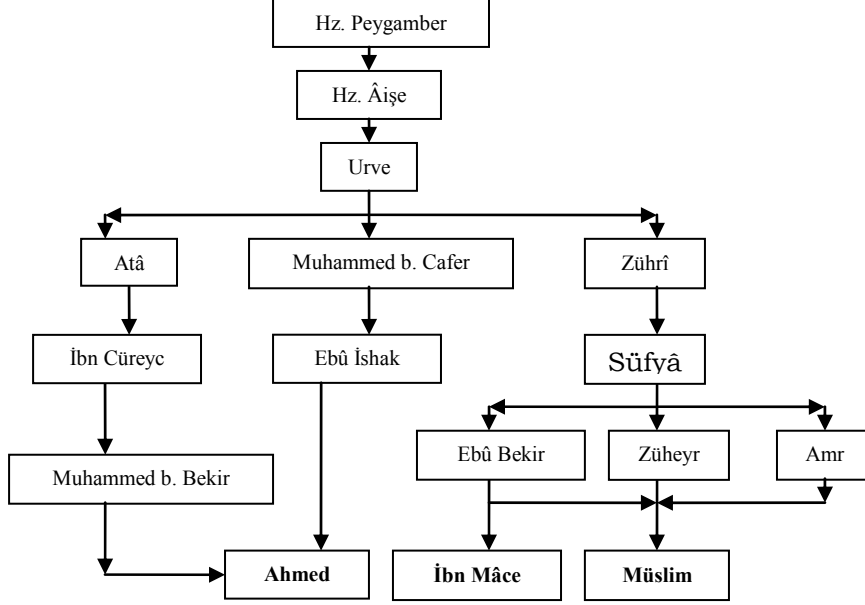 Hz. Peygamber
Hz. Âişe
Urve
Atâ
Muhammed b. Cafer
Zührî
İbn Cüreyc
Ebû İshak
Süfyâ
Ebû Bekir
Züheyr
Amr
Muhammed b. Bekir
Ahmed
İbn Mâce
Müslim